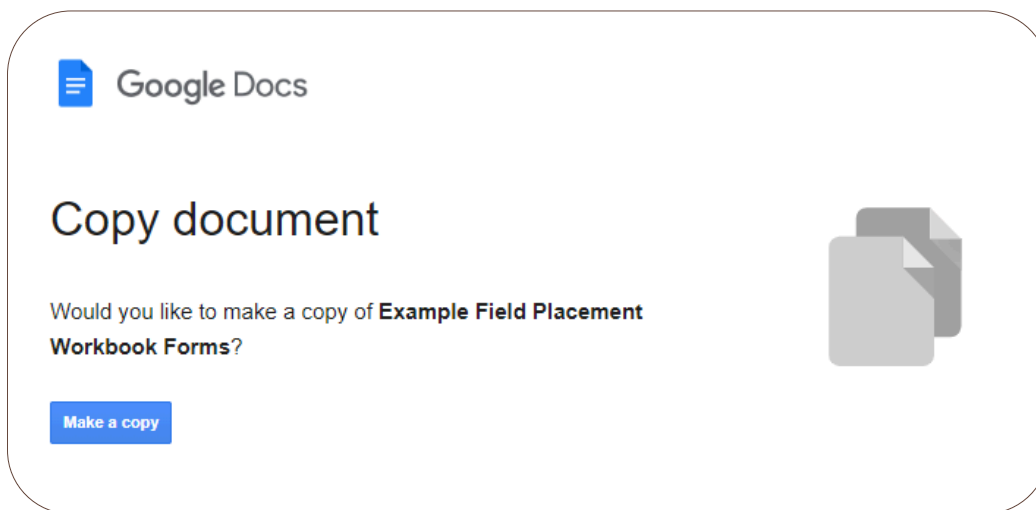 Google Docs
Copy document
Would you like to make a copy of Example Field Placement
Workbook Forms?
Make a copy